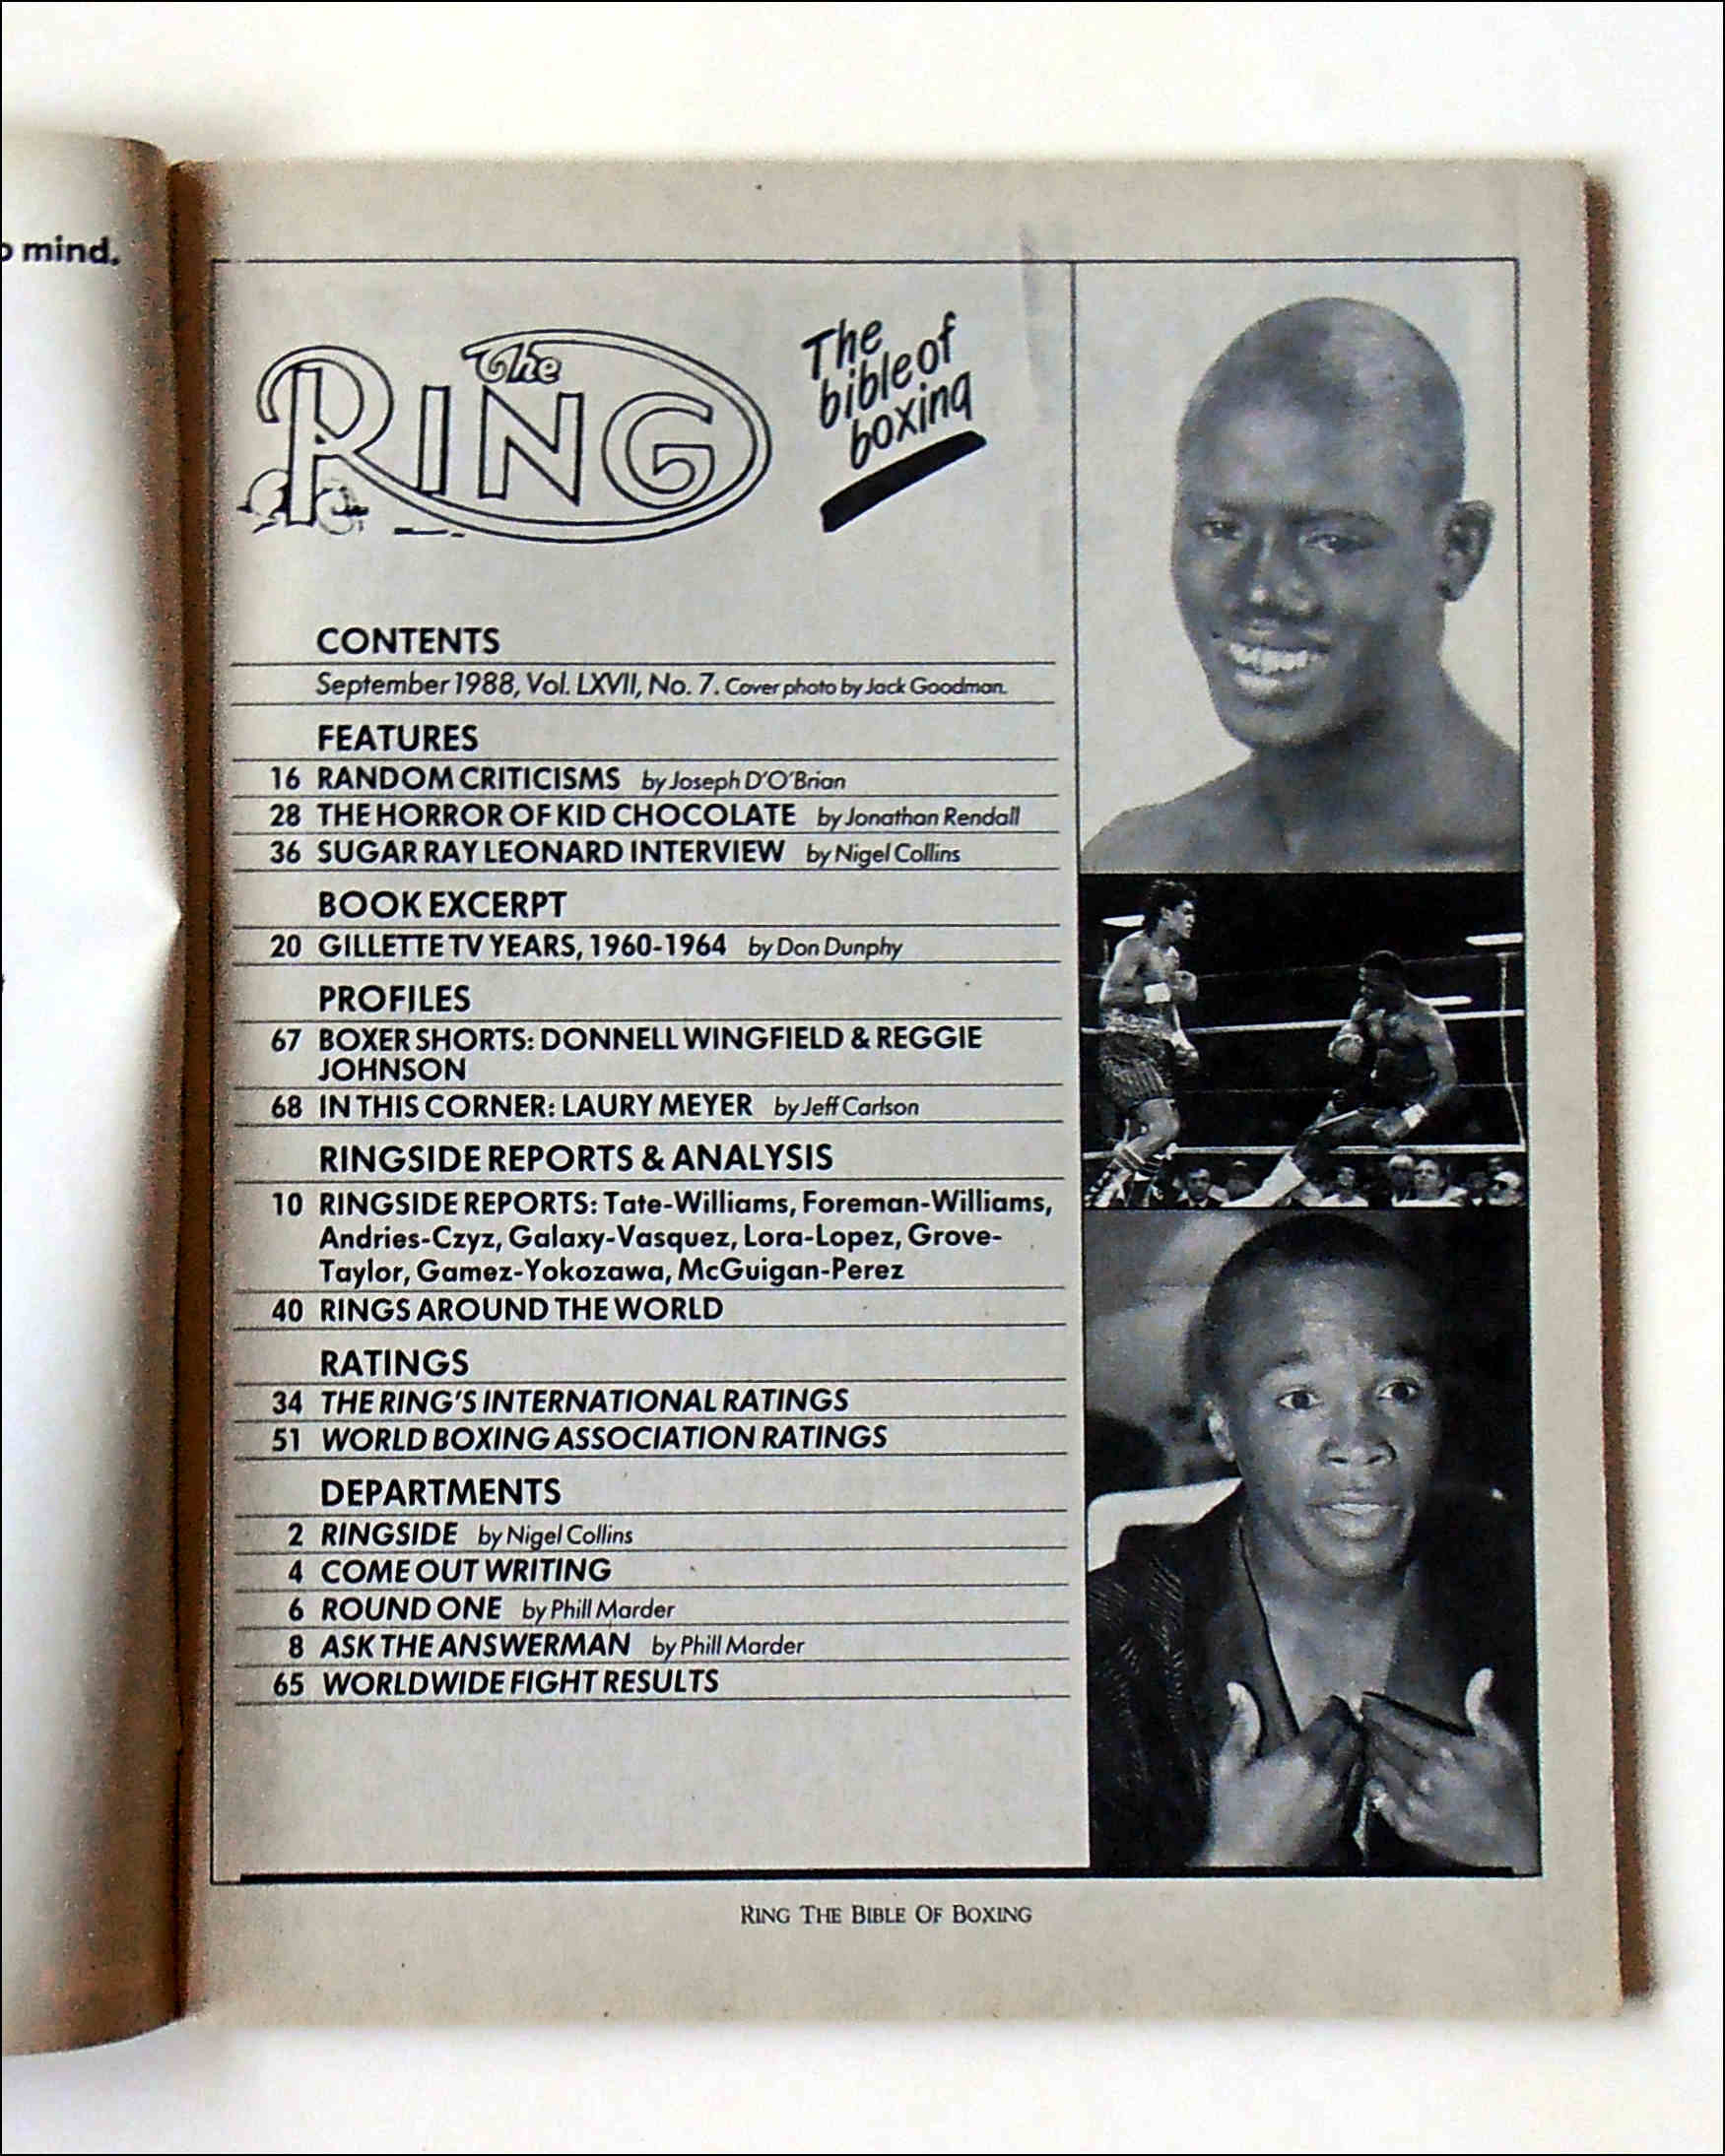 mind.
The
RING
The
bible of
boxing
CONTENTS
September 1988, Vol. LXVII, No. 7. Cover photo by Jack Goodman.
FEATURES
16 RANDOM CRITICISMS by Joseph D'O'Brian
28 THE HORROR OF KID CHOCOLATE by Jonathan Rendall
36 SUGAR RAY LEONARD INTERVIEW by Nigel Collins
BOOK EXCERPT
20 GILLETTE TV YEARS, 1960-1964 by Don Dunphy
PROFILES
67 BOXER SHORTS: DONNELL WINGFIELD & REGGIE
JOHNSON
68 IN THIS CORNER: LAURY MEYER by Jeff Carlson
RINGSIDE REPORTS & ANALYSIS
10 RINGSIDE REPORTS: Tate-Williams, Foreman-Williams,
Andries-Czyz, Galaxy-Vasquez, Lora-Lopez, Grove-
Taylor, Gamez-Yokozawa, McGuigan-Perez
40 RINGS AROUND THE WORLD
RATINGS
34 THE RING'S INTERNATIONAL RATINGS
51 WORLD BOXING ASSOCIATION RATINGS
DEPARTMENTS
2 RINGSIDE by Nigel Collins
4 COME OUT WRITING
6 ROUND ONE by Phill Marder
8 ASK THE ANSWERMAN by Phill Marder
65 WORLDWIDE FIGHT RESULTS
RING THE BIBLE OF BOXING